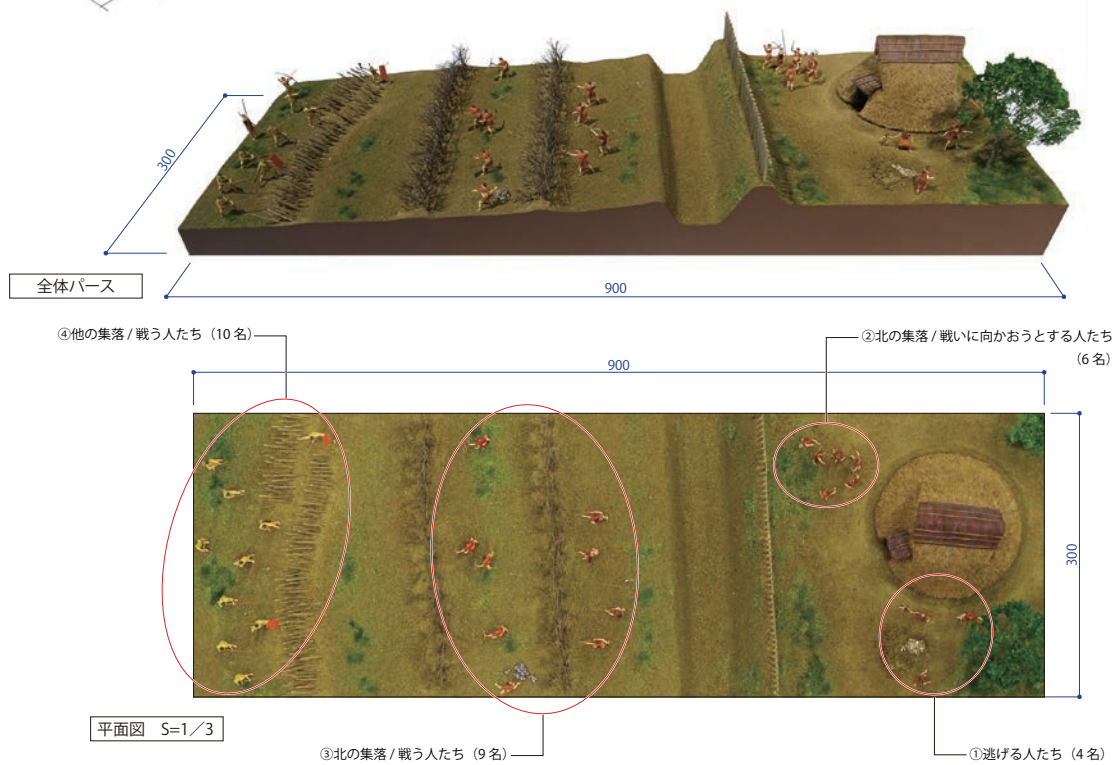 300
全体パース
900
④他の集落 / 戦う人たち（10 名）
②北の集落 / 戦いに向かおうとする人たち
（6 名）
900
300
平面図　S=1／3
③北の集落 / 戦う人たち（9 名）
①逃げる人たち（4 名）